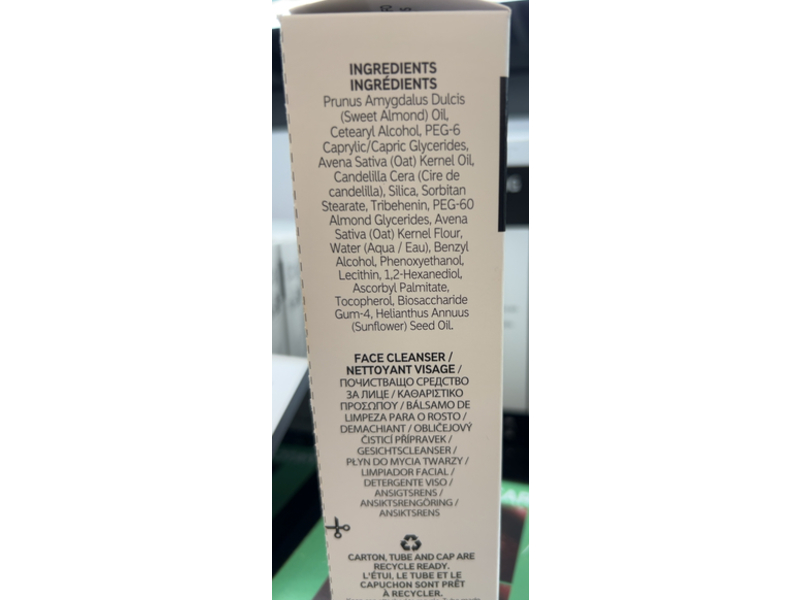 INGREDIENTS
INGRÉDIENTS
Prunus Amygdalus Dulcis
(Sweet Almond) Oil,
Cetearyl Alcohol, PEG-6
Caprylic/Capric Glycerides,
Avena Sativa (Oat) Kernel Oil,
Candelilla Cera (Cire de
candelilla), Silica, Sorbitan
Stearate, Tribehenin, PEG-60
Almond Glycerides, Avena
Sativa (Oat) Kernel Flour,
Water (Aqua / Eau), Benzyl
Alcohol, Phenoxyethanol,
Lecithin, 1,2-Hexanediol,
Ascorbyl Palmitate,
Tocopherol, Biosaccharide
Gum-4, Helianthus Annuus
(Sunflower) Seed Oil.
FACE CLEANSER /
NETTOYANT VISAGE /
ПОЧИСТВАЩО СРЕДСТВО
ЗА ЛИЦЕ / ΚΑΘΑΡΙΣΤΙΚΟ
ΠΡΟΣΩΠΟΥ / BÁLSAMO DE
LIMPEZA PARA O ROSTO /
DEMACHIANT / OBLIČEJOVÝ
ČISTICÍ PŘÍPRAVEK /
GESICHTSCLEANSER /
PŁYN DO MYCIA TWARZY /
LIMPIADOR FACIAL /
DETERGENTE VISO /
ANSIGTSRENS /
ANSIKTSRENGÖRING /
ANSIKTSRENS
CARTON, TUBE AND CAP ARE
RECYCLE READY.
L'ÉTUI, LE TUBE ET LE
CAPUCHON SONT PRÊT
À RECYCLER.